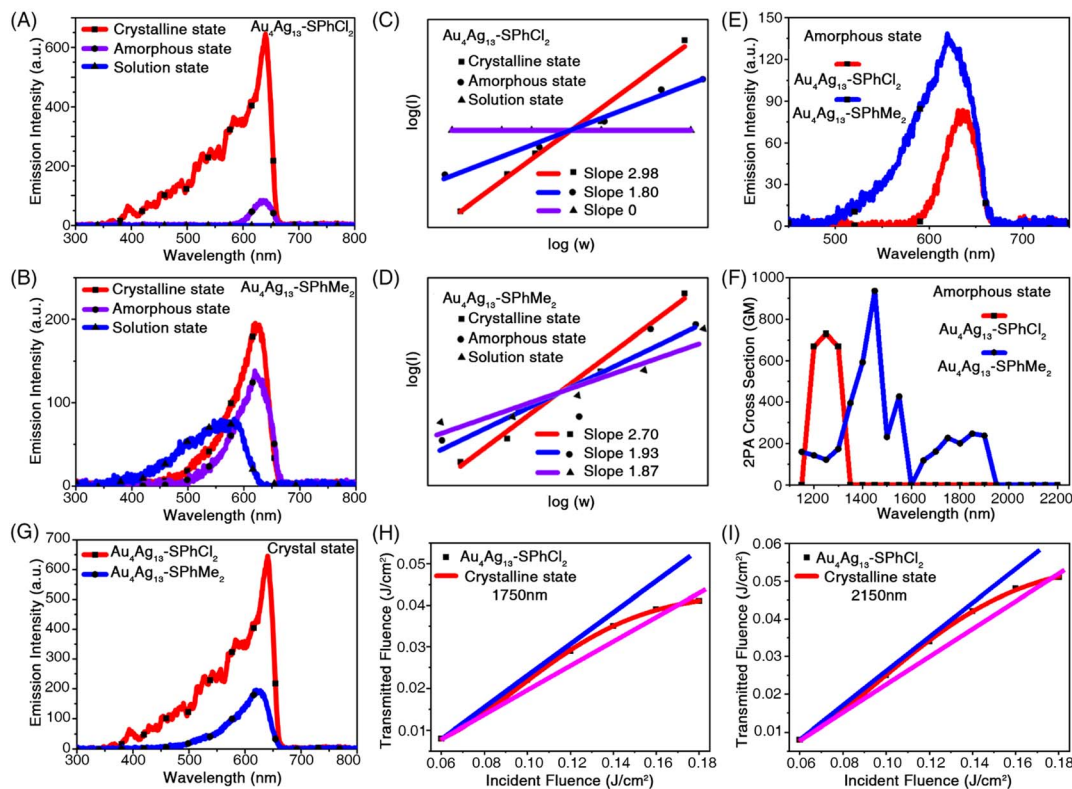 (A)
Emission Intensity (a.u.)
600
450
300
150
0
Crystalline state
Amorphous state
Solution state
Au₄Ag₁₃-SPhCl₂
300 400 500 600 700 800
Wavelength (nm)
(C)
log(I)
Au₄Ag₁₃-SPhCl₂
Crystalline state
Amorphous state
Solution state
Slope 2.98
Slope 1.80
Slope 0
log (w)
(E)
Emission Intensity (a.u.)
150
120
90
60
30
0
Amorphous state
Au₄Ag₁₃-SPhCl₂
Au₄Ag₁₃-SPhMe₂
500 600 700
Wavelength (nm)
(B)
Emission Intensity (a.u.)
200
100
0
Crystalline state
Amorphous state
Solution state
Au₄Ag₁₃-SPhMe₂
300 400 500 600 700 800
Wavelength (nm)
(D)
log(I)
Au₄Ag₁₃-SPhMe₂
Crystalline state
Amorphous state
Solution state
Slope 2.70
Slope 1.93
Slope 1.87
log (w)
(F)
2PA Cross Section (GM)
1000
800
600
400
200
0
Amorphous state
Au₄Ag₁₃-SPhCl₂
Au₄Ag₁₃-SPhMe₂
1200 1400 1600 1800 2000 2200
Wavelength (nm)
(G)
Emission Intensity (a.u.)
700
600
500
400
300
200
100
0
Au₄Ag₁₃-SPhCl₂
Au₄Ag₁₃-SPhMe₂
Crystal state
300 400 500 600 700 800
Wavelength (nm)
(H)
Transmitted Fluence (J/cm²)
0.05
0.04
0.03
0.02
0.01
Au₄Ag₁₃-SPhCl₂
Crystalline state
1750nm
0.06 0.08 0.10 0.12 0.14 0.16 0.18
Incident Fluence (J/cm²)
(I)
Transmitted Fluence (J/cm²)
0.06
0.05
0.04
0.03
0.02
0.01
Au₄Ag₁₃-SPhCl₂
Crystalline state
2150nm
0.06 0.08 0.10 0.12 0.14 0.16 0.18
Incident Fluence (J/cm²)